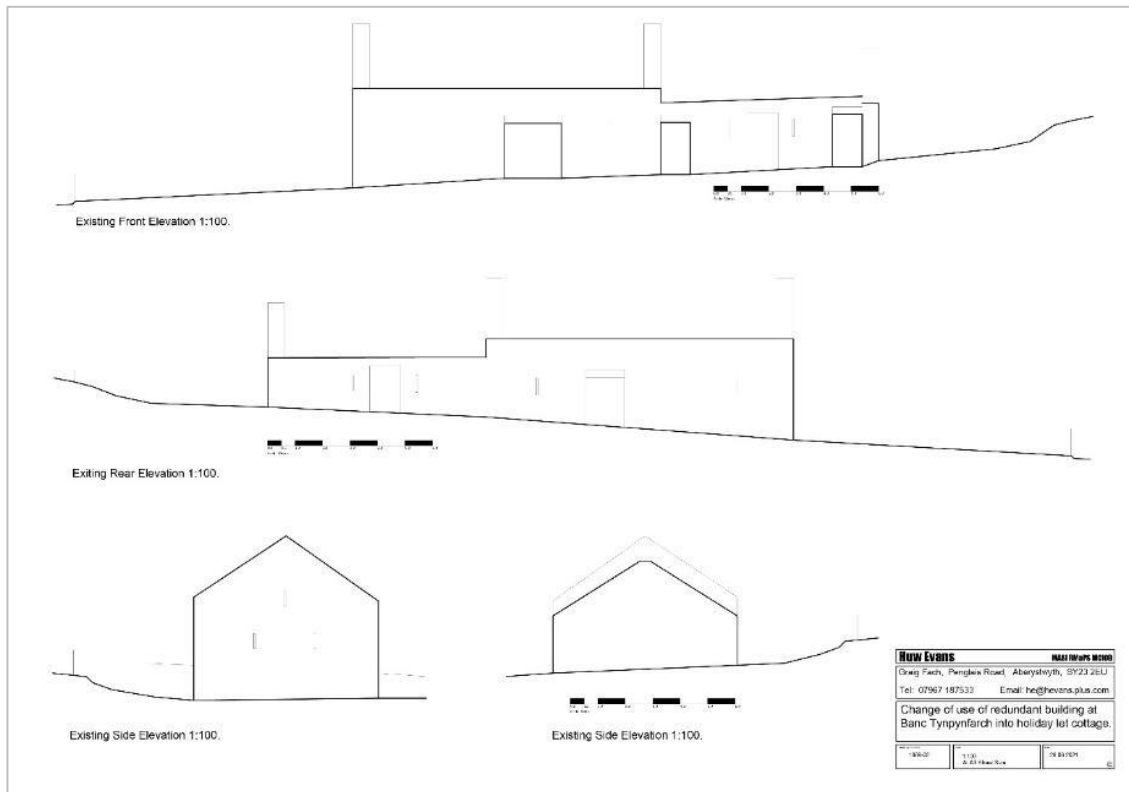 Existing Front Elevation 1:100.
Exiting Rear Elevation 1:100.
Existing Side Elevation 1:100.
Existing Side Elevation 1:100.
Huw Evans
Graig Fach, Penglais Road, Aberystwyth, SY23 2EU
Tel: 07967 187533 Email: he@hevans.plus.com
Change of use of redundant building at
Banc Tynpynfarch into holiday let cottage.
1:100